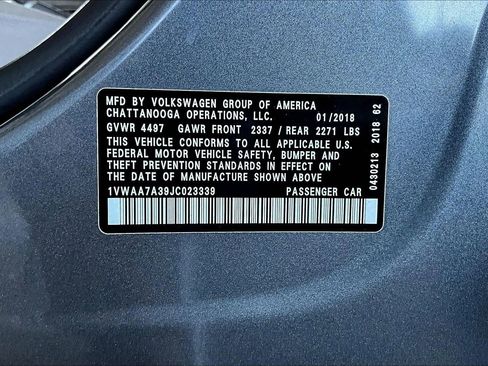 MFD BY VOLKSWAGEN GROUP OF AMERICA
CHATTANOOGA OPERATIONS, LLC. 01/2018
GVWR 4497 GAWR FRONT 2337 / REAR 2271 LBS
THIS VEHICLE CONFORMS TO ALL APPLICABLE U.S.
FEDERAL MOTOR VEHICLE SAFETY, BUMPER AND
THEFT PREVENTION STANDARDS IN EFFECT ON
THE DATE OF MANUFACTURE SHOWN ABOVE
1VWAA7A39JC023339 PASSENGER CAR
0430213 2018 62